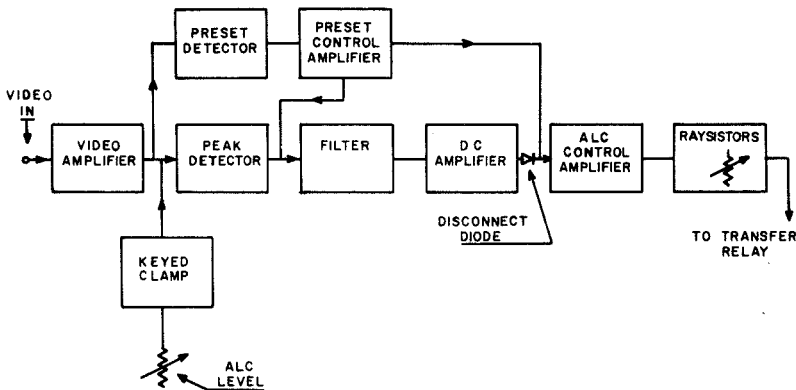 PRESET
DETECTOR
PRESET
CONTROL
AMPLIFIER
VIDEO
IN
VIDEO
AMPLIFIER
PEAK
DETECTOR
FILTER
DC
AMPLIFIER
ALC
CONTROL
AMPLIFIER
RAYSISTORS
DISCONNECT
DIODE
TO TRANSFER
RELAY
KEYED
CLAMP
ALC
LEVEL